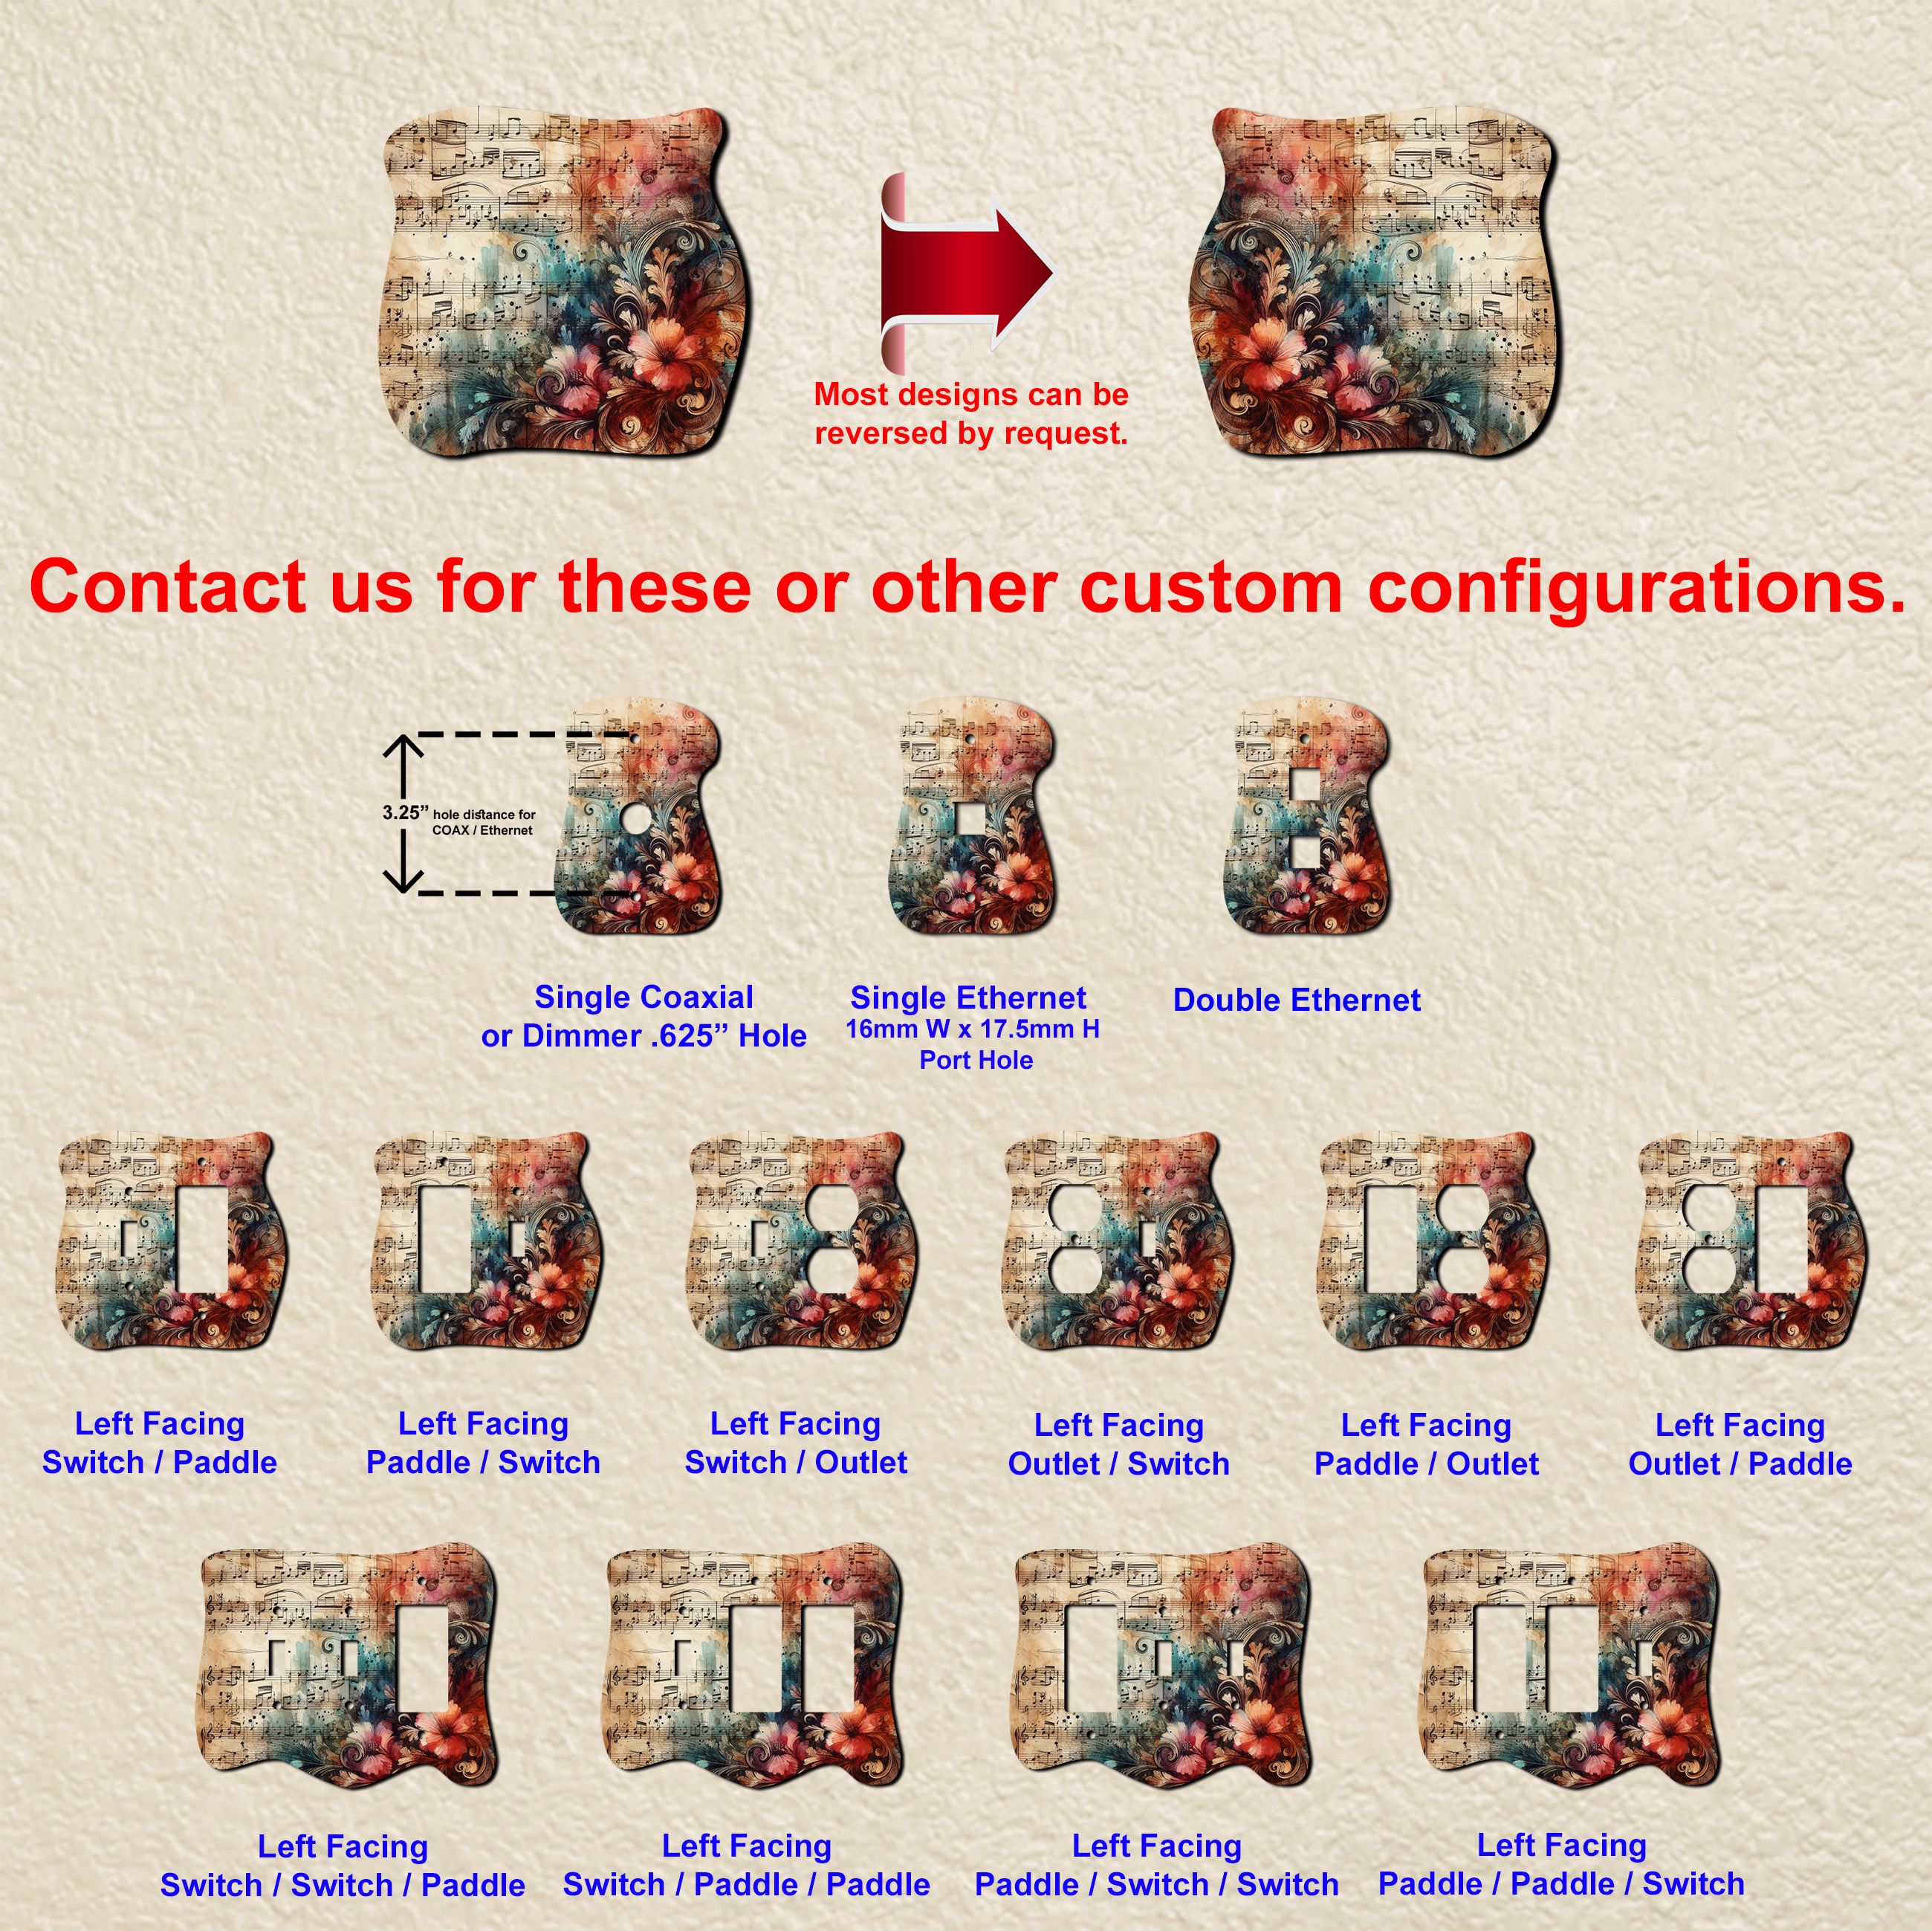 Most designs can be
reversed by request.
Contact us for these or other custom configurations.
3.25” hole distance for
COAX / Ethernet
Single Coaxial
or Dimmer .625” Hole
Single Ethernet
16mm W x 17.5mm H
Port Hole
Double Ethernet
Left Facing
Switch / Paddle
Left Facing
Paddle / Switch
Left Facing
Switch / Outlet
Left Facing
Outlet / Switch
Left Facing
Paddle / Outlet
Left Facing
Outlet / Paddle
Left Facing
Switch / Switch / Paddle
Left Facing
Switch / Paddle / Paddle
Left Facing
Paddle / Switch / Switch
Left Facing
Paddle / Paddle / Switch